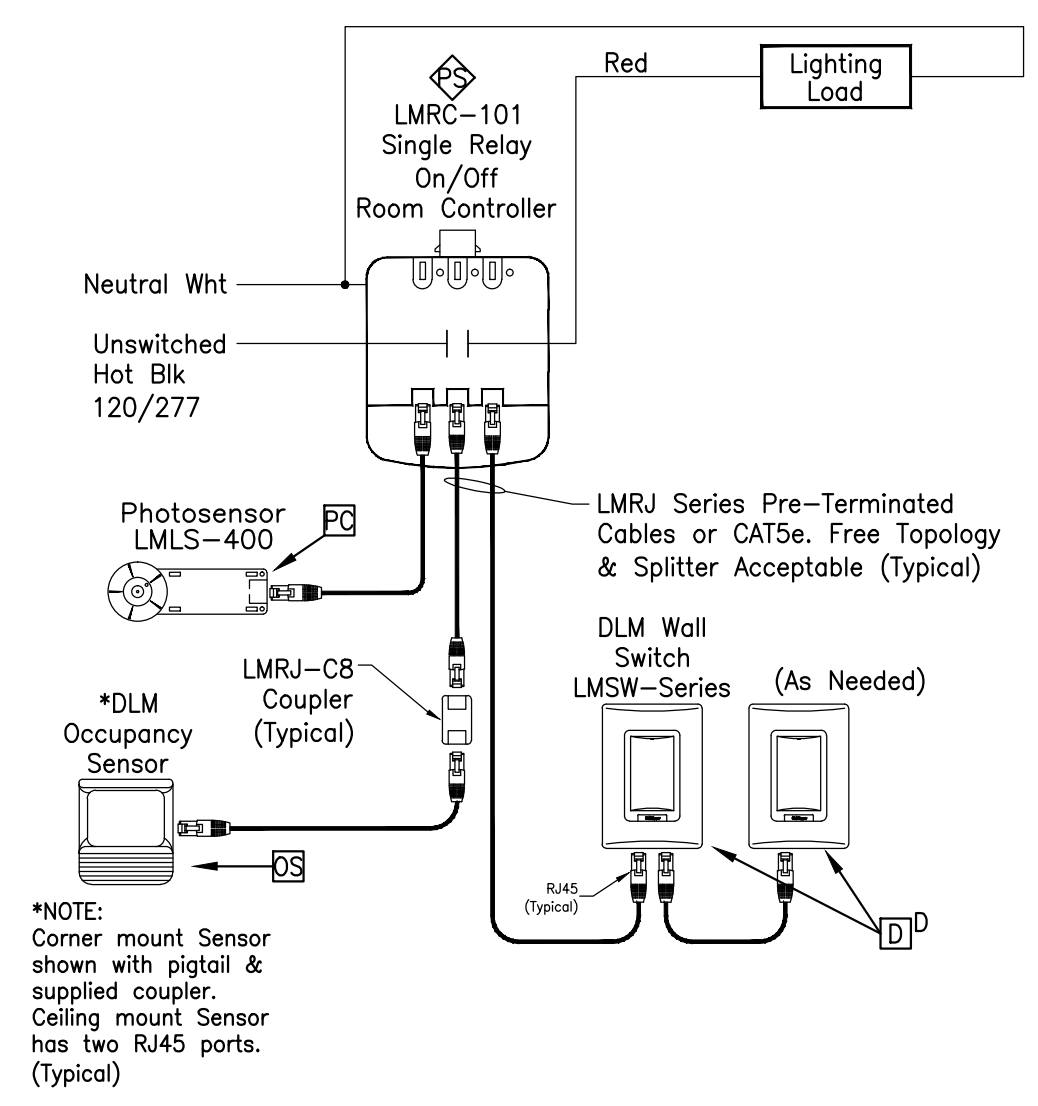 Red
Lighting
Load
PS
LMRC-101
Single Relay
On/Off
Room Controller
Neutral Wht
Unswitched
Hot Blk
120/277
Photosensor
LMLS-400
PC
LMRJ Series Pre-Terminated
Cables or CAT5e. Free Topology
& Splitter Acceptable (Typical)
LMRJ-C8
Coupler
(Typical)
DLM Wall
Switch
LMSW-Series
(As Needed)
*DLM
Occupancy
Sensor
OS
RJ45
(Typical)
D
D
*NOTE:
Corner mount Sensor
shown with pigtail &
supplied coupler.
Ceiling mount Sensor
has two RJ45 ports.
(Typical)